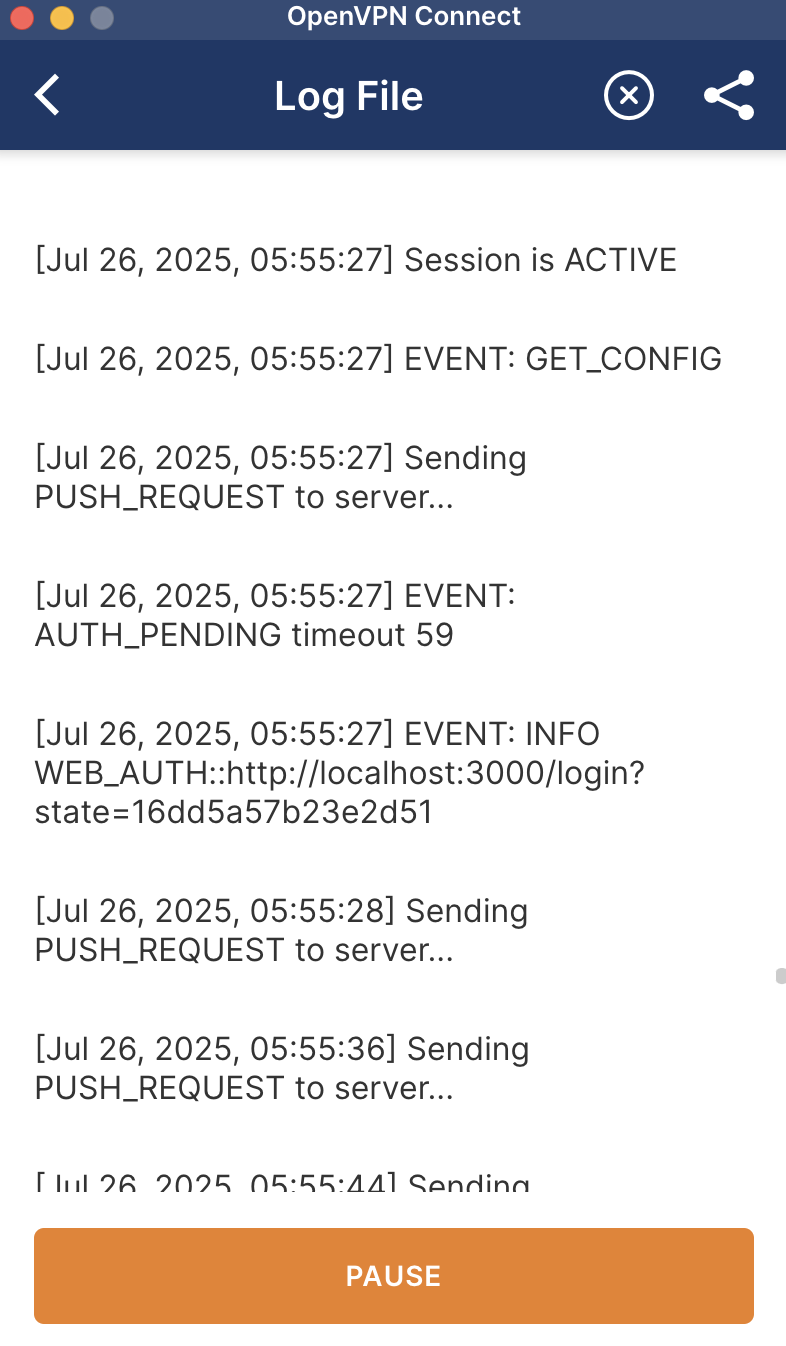 OpenVPN Connect
Log File
[Jul 26, 2025, 05:55:27] Session is ACTIVE
[Jul 26, 2025, 05:55:27] EVENT: GET_CONFIG
[Jul 26, 2025, 05:55:27] Sending
PUSH_REQUEST to server...
[Jul 26, 2025, 05:55:27] EVENT:
AUTH_PENDING timeout 59
[Jul 26, 2025, 05:55:27] EVENT: INFO
WEB_AUTH::http://localhost:3000/login?
state=16dd5a57b23e2d51
[Jul 26, 2025, 05:55:28] Sending
PUSH_REQUEST to server...
[Jul 26, 2025, 05:55:36] Sending
PUSH_REQUEST to server...
[Jul 26, 2025, 05:55:44] Sending
PAUSE